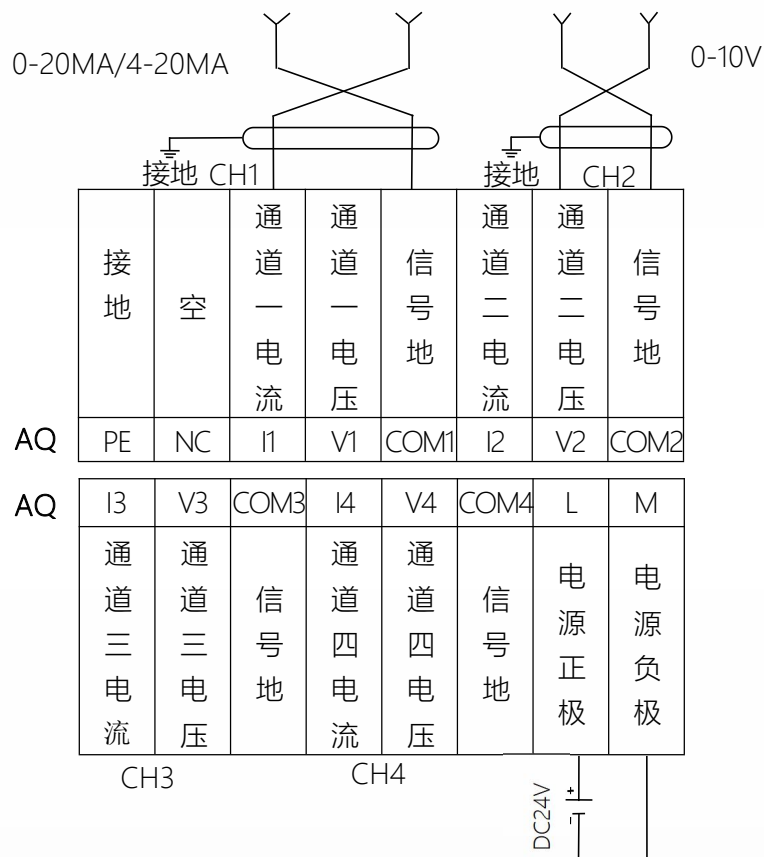 0-20MA/4-20MA
0-10V
接地 CH1
接地 CH2
接地
空
通道一电流
通道一电压
信号地
通道二电流
通道二电压
信号地
AQ PE NC I1 V1 COM1 I2 V2 COM2
AQ I3 V3 COM3 I4 V4 COM4 L M
通道三电流
通道三电压
信号地
通道四电流
通道四电压
信号地
电源正极
电源负极
CH3 CH4
DC24V
+
-